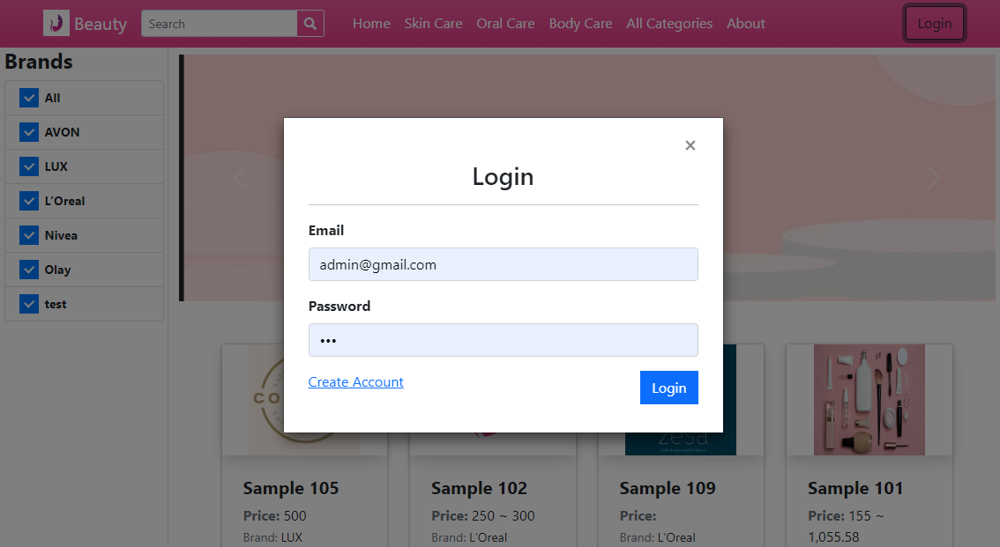 Beauty
Search
Home Skin Care Oral Care Body Care All Categories About
Login
Brands
All
AVON
LUX
L’Oreal
Nivea
Olay
test
×
Login
Email
admin@gmail.com
Password
•••
Create Account
Login
zesa
Sample 105
Price: 500
Brand: LUX
Sample 102
Price: 250 ~ 300
Brand: L’Oreal
Sample 109
Price:
Brand: L’Oreal
Sample 101
Price: 155 ~
1,055.58